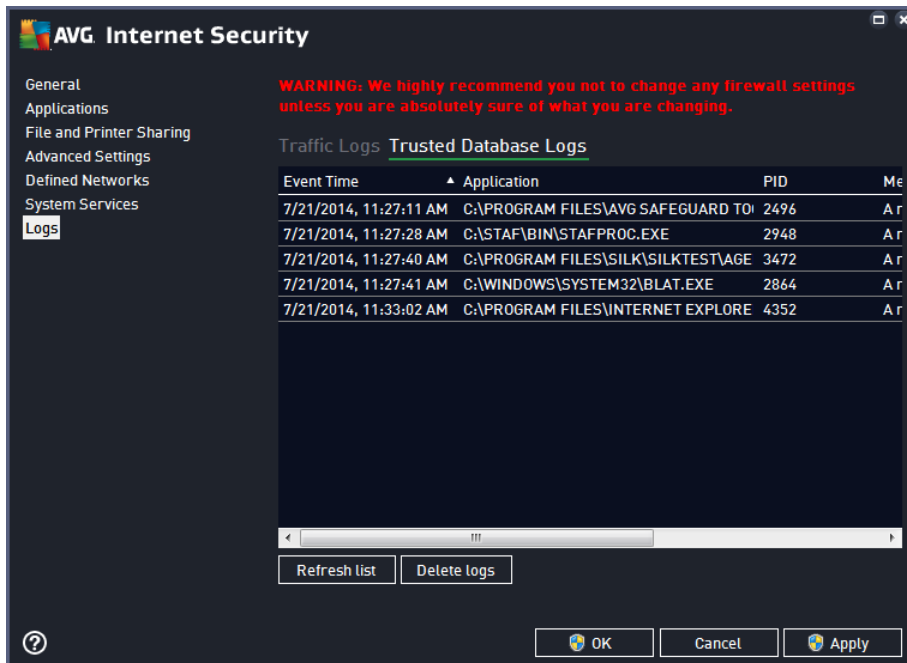 AVG. Internet Security
General
Applications
File and Printer Sharing
Advanced Settings
Defined Networks
System Services
Logs
WARNING: We highly recommend you not to change any firewall settings
unless you are absolutely sure of what you are changing.
Traffic Logs Trusted Database Logs
Event Time Application PID Me
7/21/2014, 11:27:11 AM C:\PROGRAM FILES\AVG SAFEGUARD TO 2496 A r
7/21/2014, 11:27:28 AM C:\STAF\BIN\STAFPROC.EXE 2948 A r
7/21/2014, 11:27:40 AM C:\PROGRAM FILES\SILK\SILKTEST\AGE 3472 A r
7/21/2014, 11:27:41 AM C:\WINDOWS\SYSTEM32\BLAT.EXE 2864 A r
7/21/2014, 11:33:02 AM C:\PROGRAM FILES\INTERNET EXPLORE 4352 A r
Refresh list Delete logs
? OK Cancel Apply